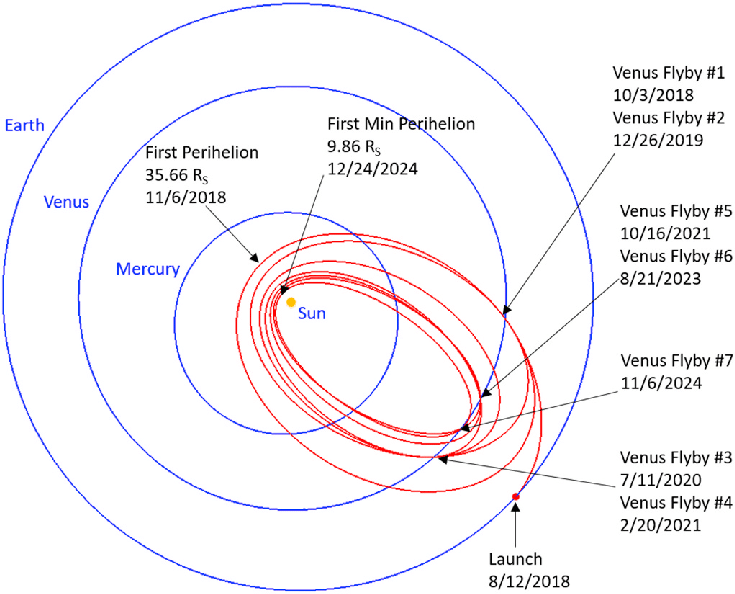 Venus Flyby #1
10/3/2018
Venus Flyby #2
12/26/2019
Earth
First Min Perihelion
9.86 R_S
12/24/2024
First Perihelion
35.66 R_S
11/6/2018
Venus
Venus Flyby #5
10/16/2021
Venus Flyby #6
8/21/2023
Mercury
Sun
Venus Flyby #7
11/6/2024
Venus Flyby #3
7/11/2020
Venus Flyby #4
2/20/2021
Launch
8/12/2018